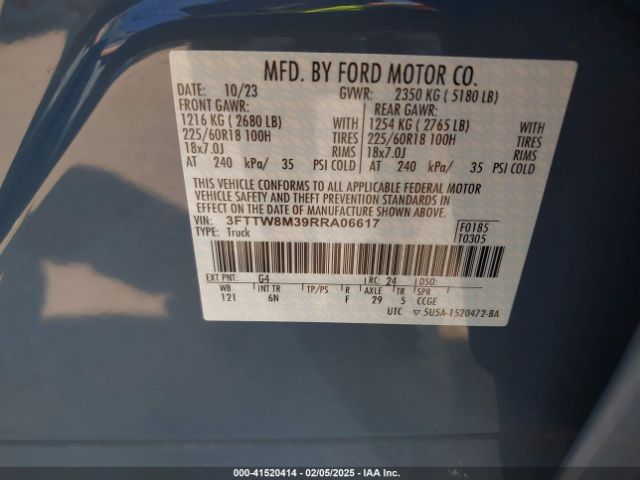 MFD. BY FORD MOTOR CO.
DATE: 10/23 GVWR: 2350 KG ( 5180 LB)
FRONT GAWR: REAR GAWR:
1216 KG ( 2680 LB) WITH 1254 KG ( 2765 LB) WITH
225/60R18 100H TIRES 225/60R18 100H TIRES
18x7.0J RIMS 18x7.0J RIMS
AT 240 kPa/ 35 PSI COLD AT 240 kPa/ 35 PSI COLD
THIS VEHICLE CONFORMS TO ALL APPLICABLE FEDERAL MOTOR
VEHICLE SAFETY AND BUMPER STANDARDS IN
EFFECT ON THE DATE OF MANUFACTURE SHOWN ABOVE.
VIN: 3FTTW8M39RRA06617 F0185
TYPE: Truck T0305
EXT PNT: G4 RC: 24 DSO:
WB INT TR TP/PS R AXLE TR SPR
121 6N F 29 5 CCGE
UTC ▽ 5U5A-1520472-BA
00-41520414 - 02/05/2025 - IAA Inc.